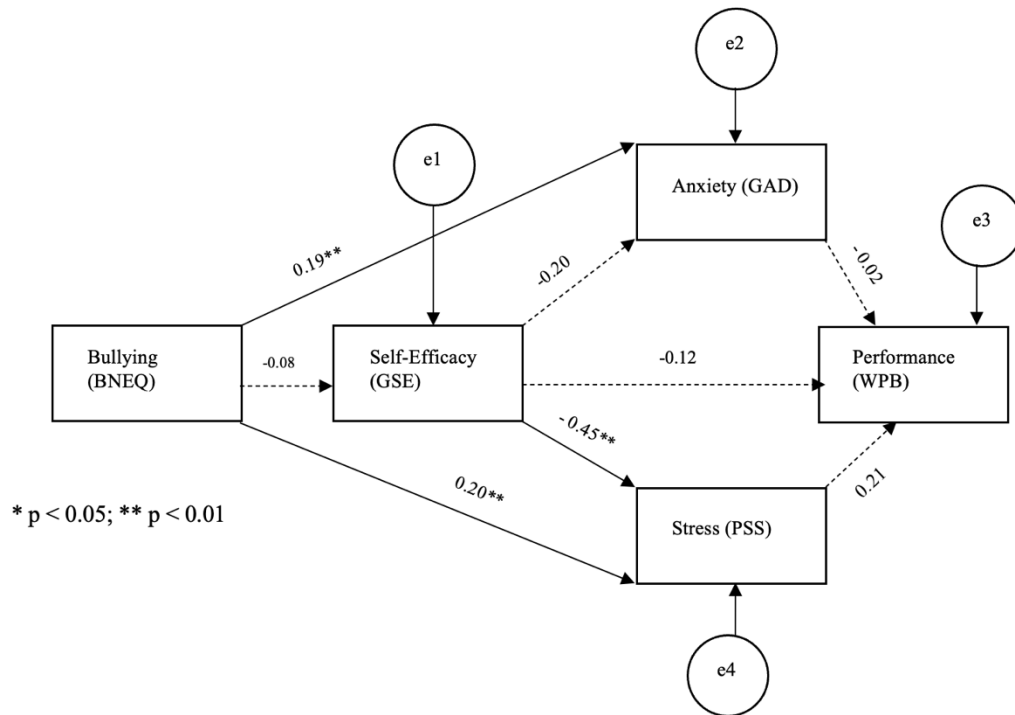 e2
e1
Anxiety (GAD)
e3
0.19**
-0.20
-0.02
Bullying
(BNEQ)
-0.08
Self-Efficacy
(GSE)
-0.12
Performance
(WPB)
- 0.45**
0.20**
0.21
* p < 0.05; ** p < 0.01
Stress (PSS)
e4